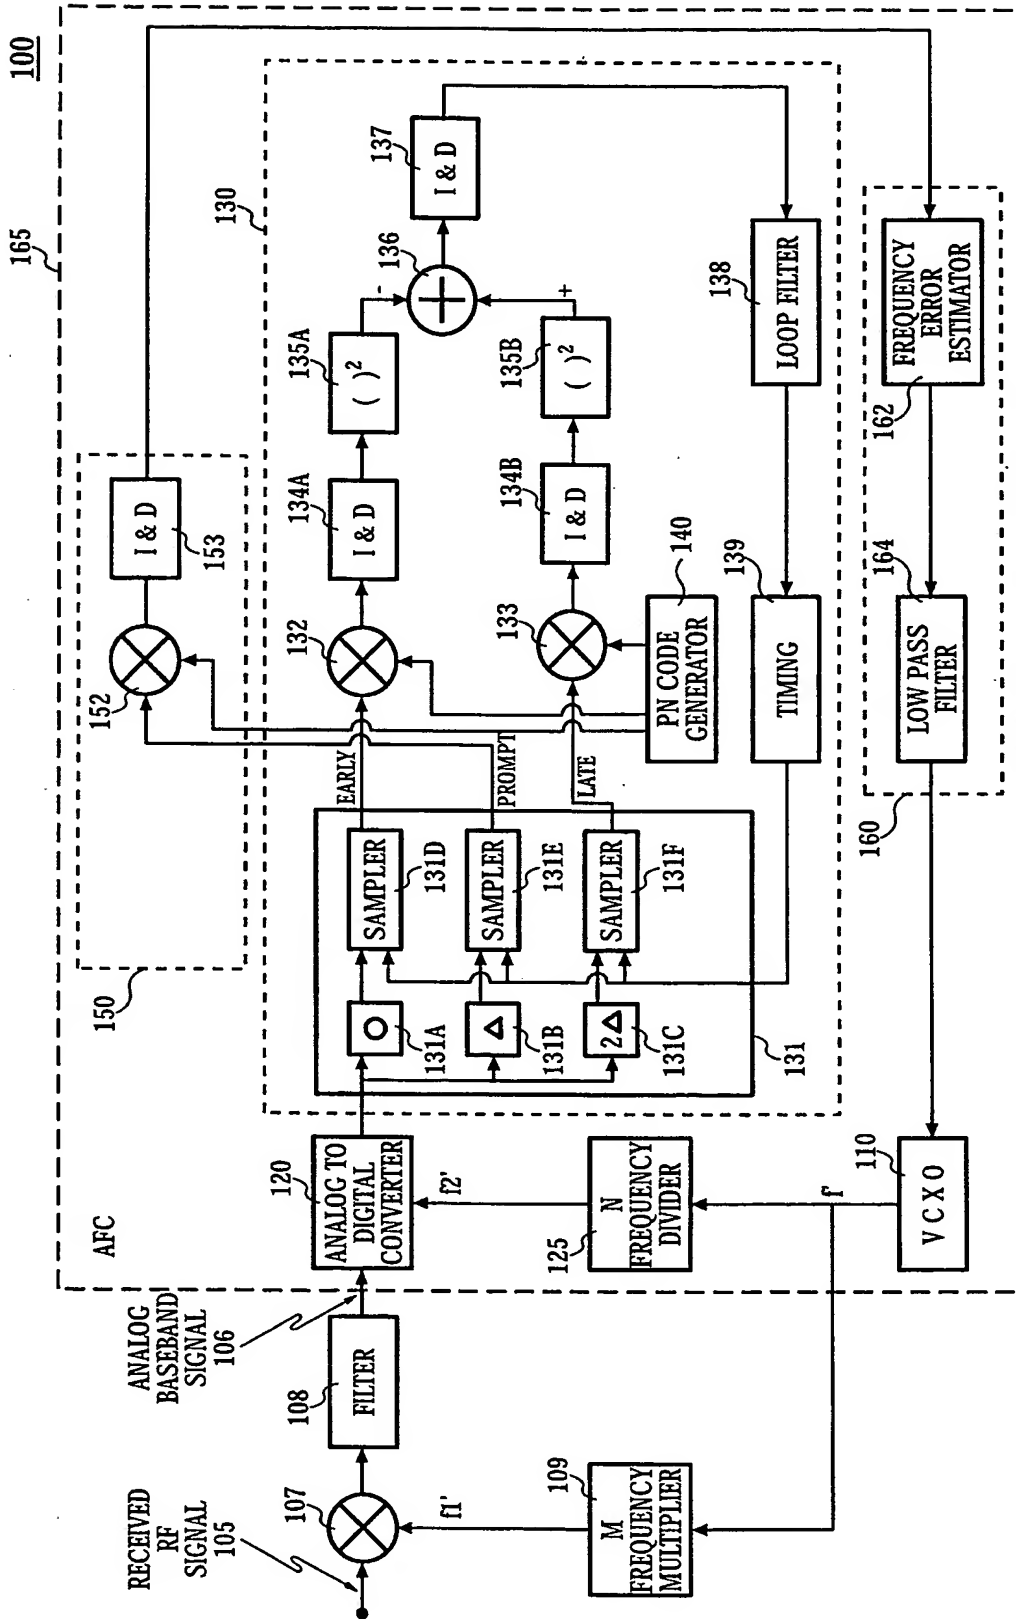 100
165
AFC
RECEIVED
RF
SIGNAL
105
ANALOG
BASEBAND
SIGNAL
106
107
f1'
108
FILTER
109
M
FREQUENCY
MULTIPLIER
120
ANALOG TO
DIGITAL
CONVERTER
f2'
125
N
FREQUENCY
DIVIDER
f'
110
V C X O
150
152
I & D
153
130
131A
Δ
131B
2Δ
131C
131
SAMPLER
131D
SAMPLER
131E
SAMPLER
131F
EARLY
PROMPT
LATE
132
133
134A
I & D
134B
I & D
135A
( )²
135B
( )²
-
+
136
137
I & D
140
PN CODE
GENERATOR
139
TIMING
138
LOOP FILTER
160
164
LOW PASS
FILTER
162
FREQUENCY
ERROR
ESTIMATOR